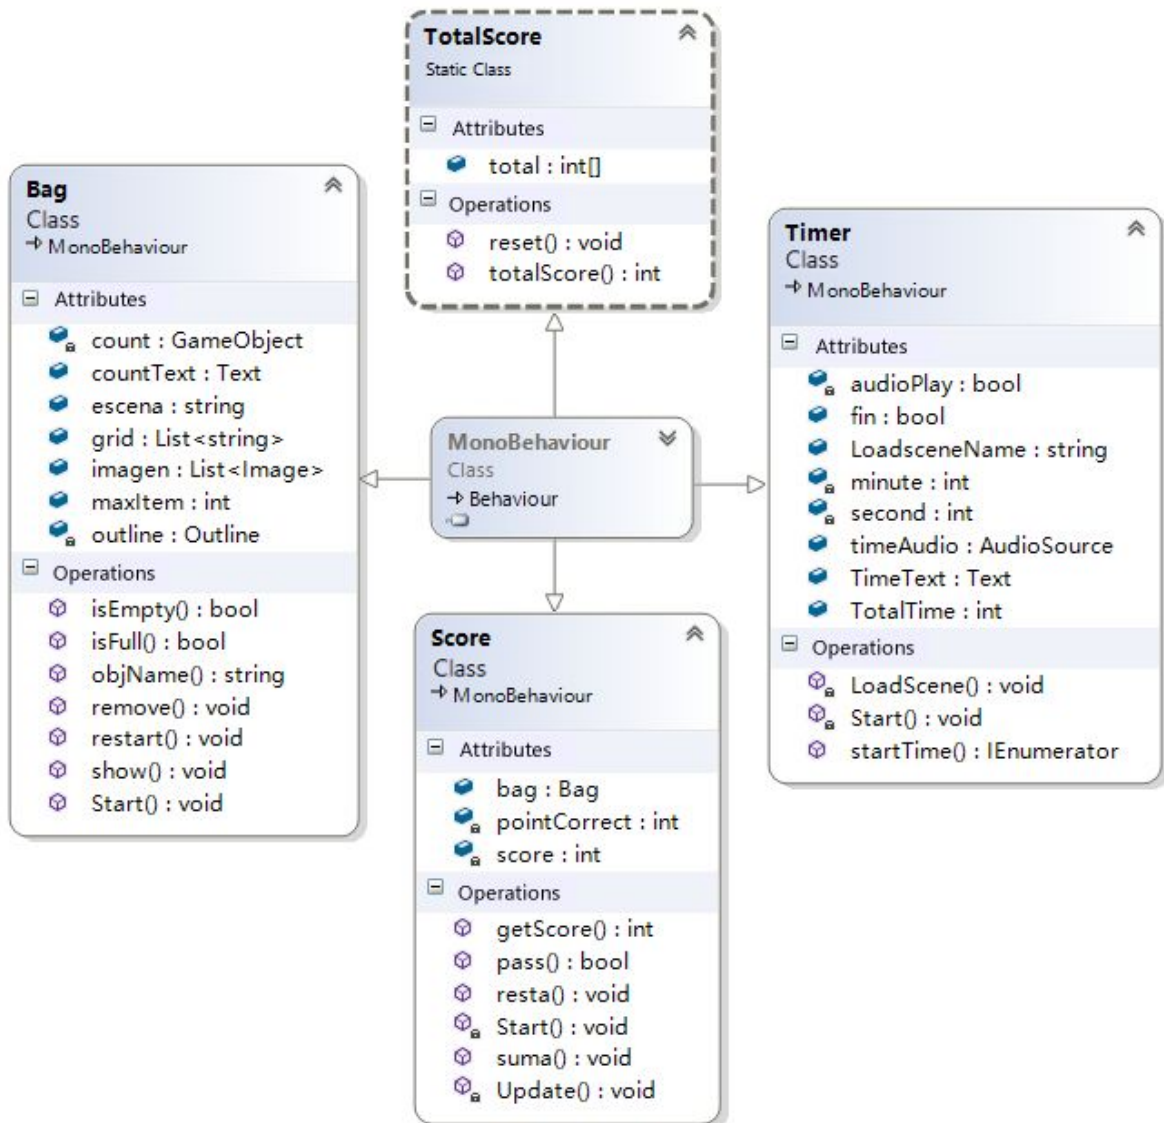 TotalScore
Static Class
Attributes
total : int[]
Operations
reset() : void
totalScore() : int
Bag
Class
MonoBehaviour
Attributes
count : GameObject
countText : Text
escena : string
grid : List<string>
imagen : List<Image>
maxItem : int
outline : Outline
Operations
isEmpty() : bool
isFull() : bool
objName() : string
remove() : void
restart() : void
show() : void
Start() : void
MonoBehaviour
Class
Behaviour
Timer
Class
MonoBehaviour
Attributes
audioPlay : bool
fin : bool
LoadsceneName : string
minute : int
second : int
timeAudio : AudioSource
TimeText : Text
TotalTime : int
Operations
LoadScene() : void
Start() : void
startTime() : IEnumerator
Score
Class
MonoBehaviour
Attributes
bag : Bag
pointCorrect : int
score : int
Operations
getScore() : int
pass() : bool
resta() : void
Start() : void
suma() : void
Update() : void